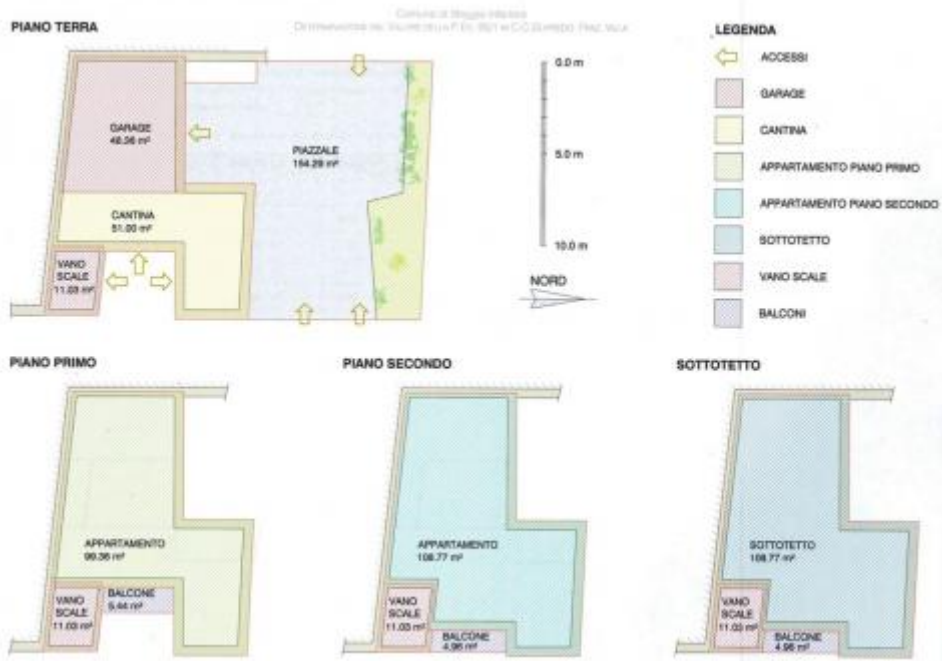 PIANO TERRA
GARAGE
48.36 m²
PIAZZALE
154.29 m²
CANTINA
51.00 m²
VANO
SCALE
11.03 m²
0.0 m
5.0 m
10.0 m
NORD
LEGENDA
ACCESSI
GARAGE
CANTINA
APPARTAMENTO PIANO PRIMO
APPARTAMENTO PIANO SECONDO
SOTTOTETTO
VANO SCALE
BALCONI
PIANO PRIMO
APPARTAMENTO
99.36 m²
VANO
SCALE
11.03 m²
BALCONE
5.44 m²
PIANO SECONDO
APPARTAMENTO
108.77 m²
VANO
SCALE
11.03 m²
BALCONE
4.96 m²
SOTTOTETTO
SOTTOTETTO
108.77 m²
VANO
SCALE
11.03 m²
BALCONE
4.96 m²